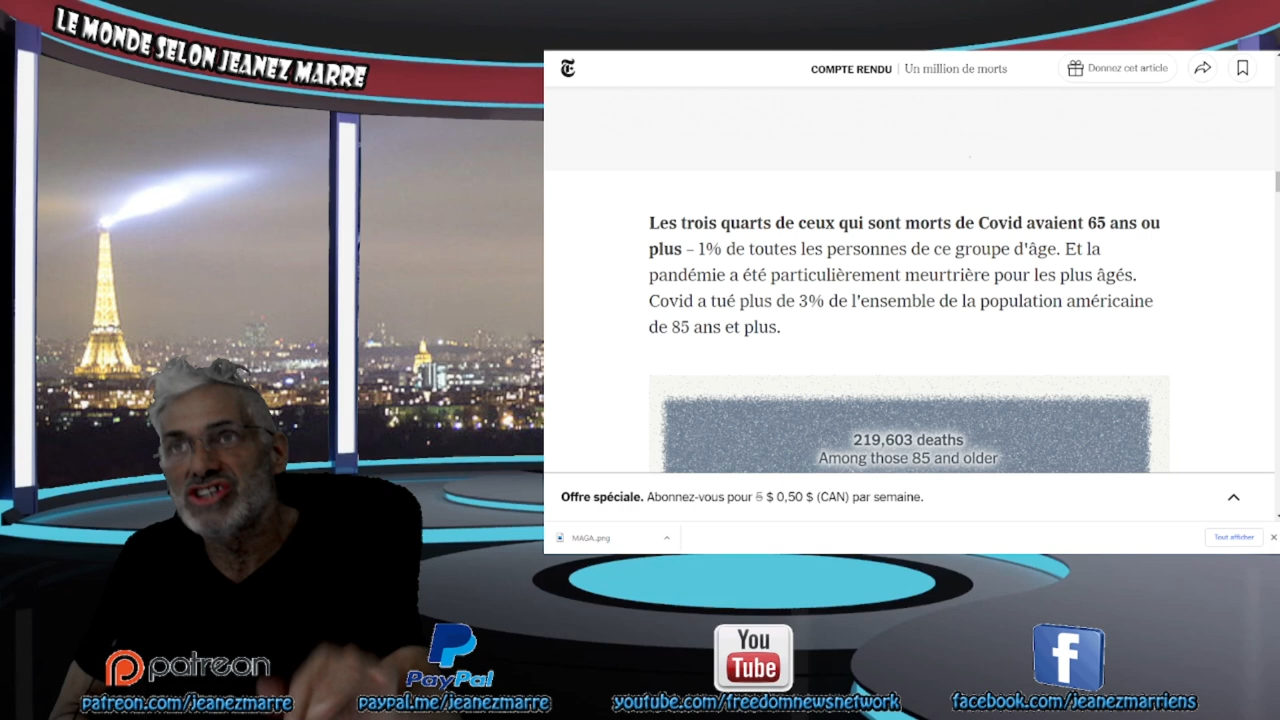 LE MONDE SELON JEANEZ MARRE
COMPTE RENDU | Un million de morts
Donnez cet article
Les trois quarts de ceux qui sont morts de Covid avaient 65 ans ou
plus – 1% de toutes les personnes de ce groupe d'âge. Et la
pandémie a été particulièrement meurtrière pour les plus âgés.
Covid a tué plus de 3% de l'ensemble de la population américaine
de 85 ans et plus.
219,603 deaths
Among those 85 and older
Offre spéciale. Abonnez-vous pour 5 $ 0,50 $ (CAN) par semaine.
MAGA.png
Tout afficher
patreon
PayPal
You
Tube
patreon.com/jeanezmarre
paypal.me/jeanezmarre
youtube.com/freedomnewsnetwork
facebook.com/jeanezmarriens